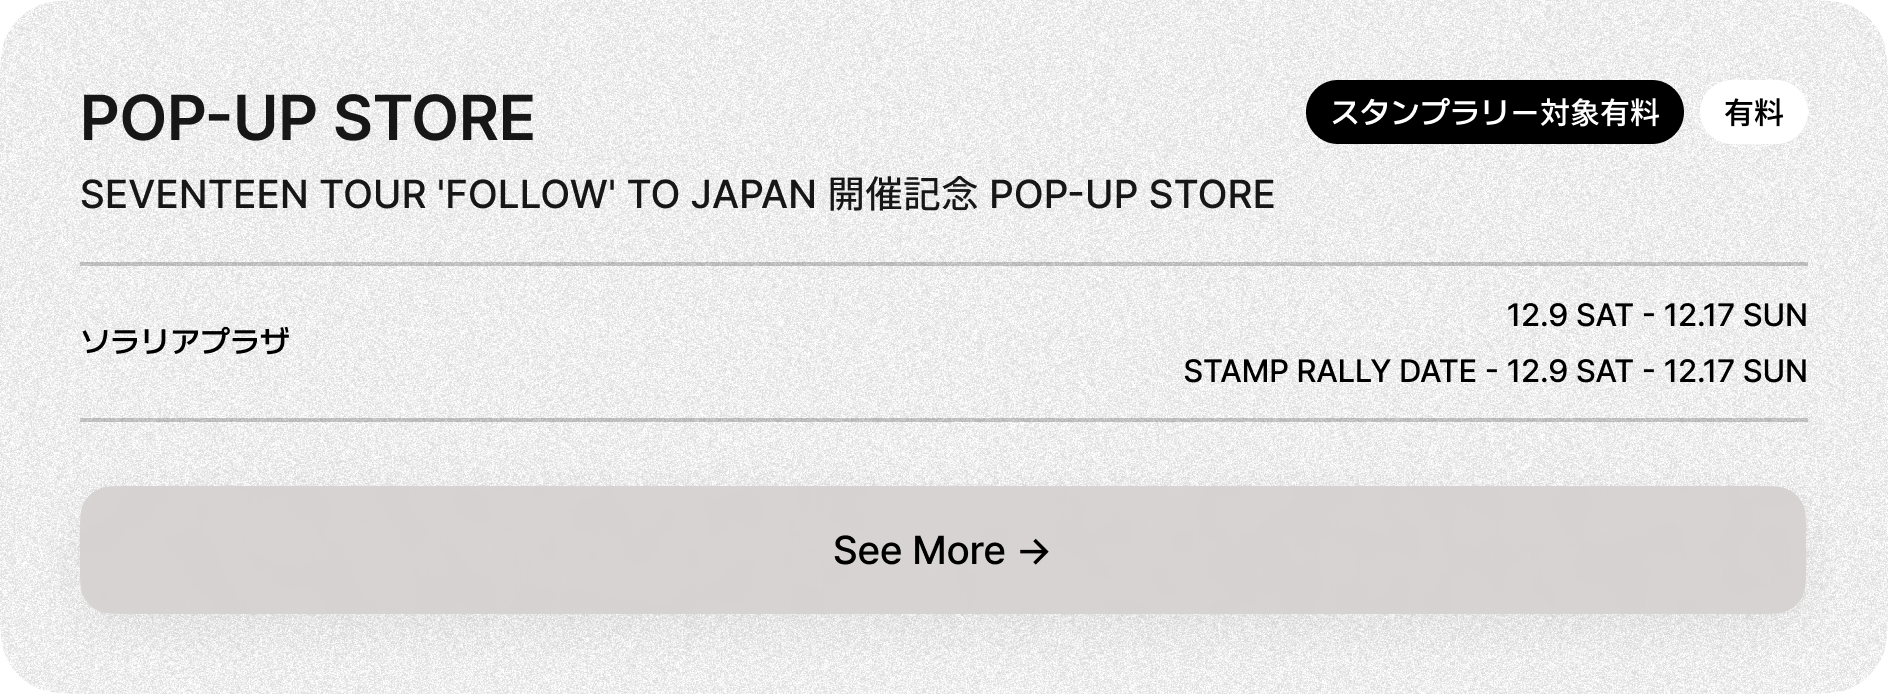 POP-UP STORE
スタンプラリー対象有料
有料
SEVENTEEN TOUR 'FOLLOW' TO JAPAN 開催記念 POP-UP STORE
ソラリアプラザ
12.9 SAT - 12.17 SUN
STAMP RALLY DATE - 12.9 SAT - 12.17 SUN
See More →